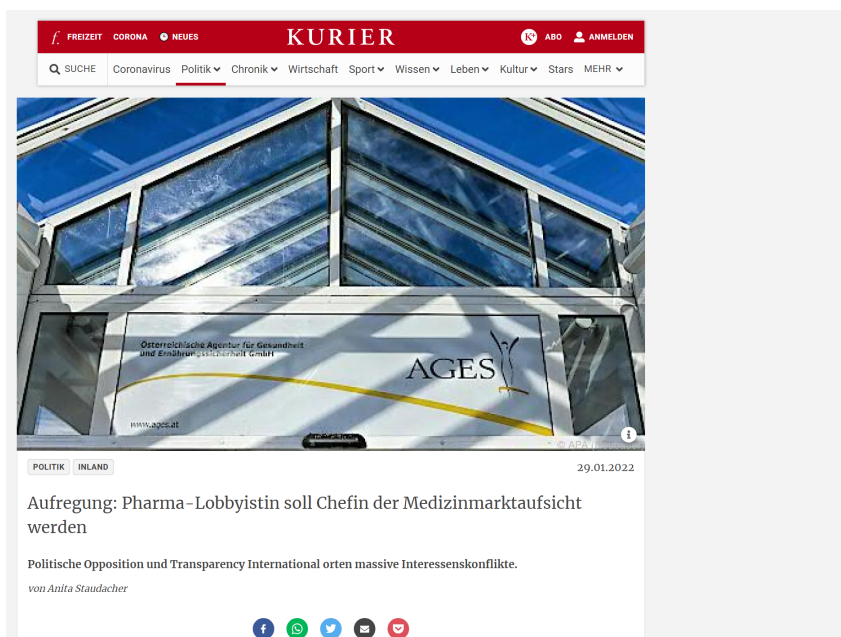 f. FREIZEIT CORONA NEUES KURIER K+ ABO ANMELDEN
SUCHE Coronavirus Politik Chronik Wirtschaft Sport Wissen Leben Kultur Stars MEHR
Österreichische Agentur für Gesundheit
und Ernährungssicherheit GmbH
AGES
www.ages.at
© APA
POLITIK INLAND 29.01.2022
Aufregung: Pharma-Lobbyistin soll Chefin der Medizinmarktaufsicht
werden
Politische Opposition und Transparency International orten massive Interessenskonflikte.
von Anita Staudacher